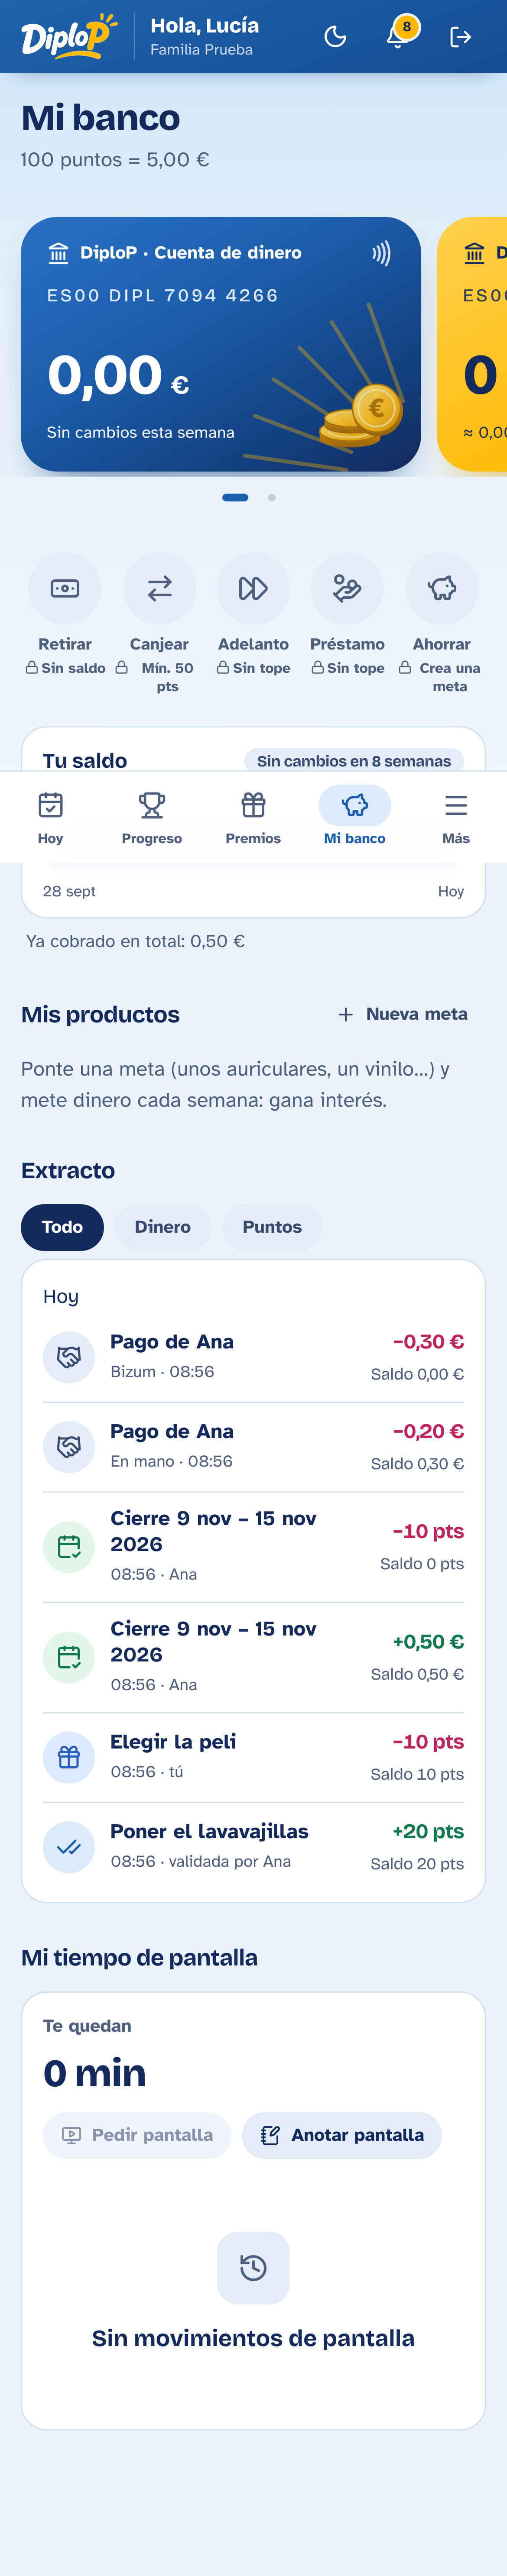 DiploP
Hola, Lucía
Familia Prueba
8
Mi banco
100 puntos = 5,00 €
DiploP · Cuenta de dinero
ES00 DIPL 7094 4266
0,00 €
Sin cambios esta semana
€
D
ES00
0
≈ 0,00
Retirar
Canjear
Adelanto
Préstamo
Ahorrar
Sin saldo
Mín. 50
pts
Sin tope
Sin tope
Crea una
meta
Tu saldo
Sin cambios en 8 semanas
Hoy
Progreso
Premios
Mi banco
Más
28 sept
Hoy
Ya cobrado en total: 0,50 €
Mis productos
+ Nueva meta
Ponte una meta (unos auriculares, un vinilo...) y
mete dinero cada semana: gana interés.
Extracto
Todo
Dinero
Puntos
Hoy
Pago de Ana
−0,30 €
Bizum · 08:56
Saldo 0,00 €
Pago de Ana
−0,20 €
En mano · 08:56
Saldo 0,30 €
Cierre 9 nov – 15 nov
2026
−10 pts
08:56 · Ana
Saldo 0 pts
Cierre 9 nov – 15 nov
2026
+0,50 €
08:56 · Ana
Saldo 0,50 €
Elegir la peli
−10 pts
08:56 · tú
Saldo 10 pts
Poner el lavavajillas
+20 pts
08:56 · validada por Ana
Saldo 20 pts
Mi tiempo de pantalla
Te quedan
0 min
Pedir pantalla
Anotar pantalla
Sin movimientos de pantalla